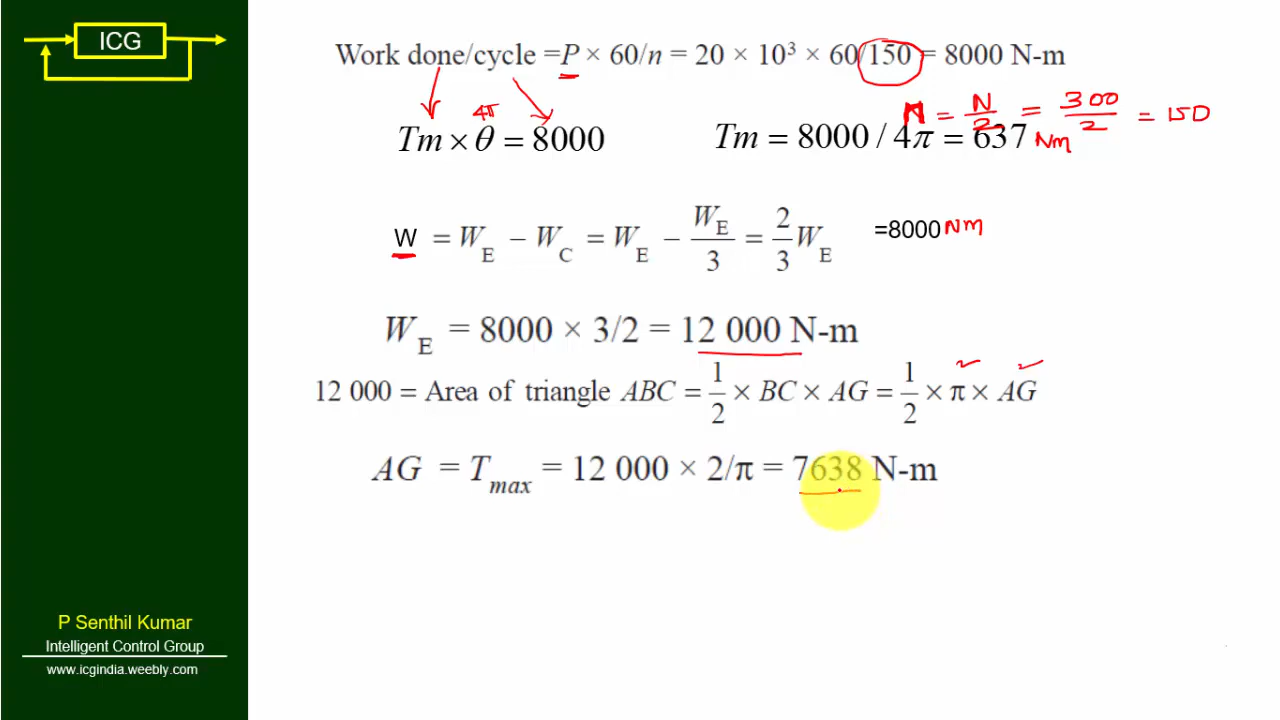 ICG
Work done/cycle =P × 60/n = 20 × 10³ × 60/150 = 8000 N-m
4π
n = N/2 = 300/2 = 150
Tm × θ = 8000
Tm = 8000 / 4π = 637 Nm
W = W_E − W_C = W_E − W_E/3 = 2/3 W_E =8000 Nm
W_E = 8000 × 3/2 = 12 000 N-m
12 000 = Area of triangle ABC = 1/2 × BC × AG = 1/2 × π × AG
AG = T_max = 12 000 × 2/π = 7638 N-m
P Senthil Kumar
Intelligent Control Group
www.icgindia.weebly.com